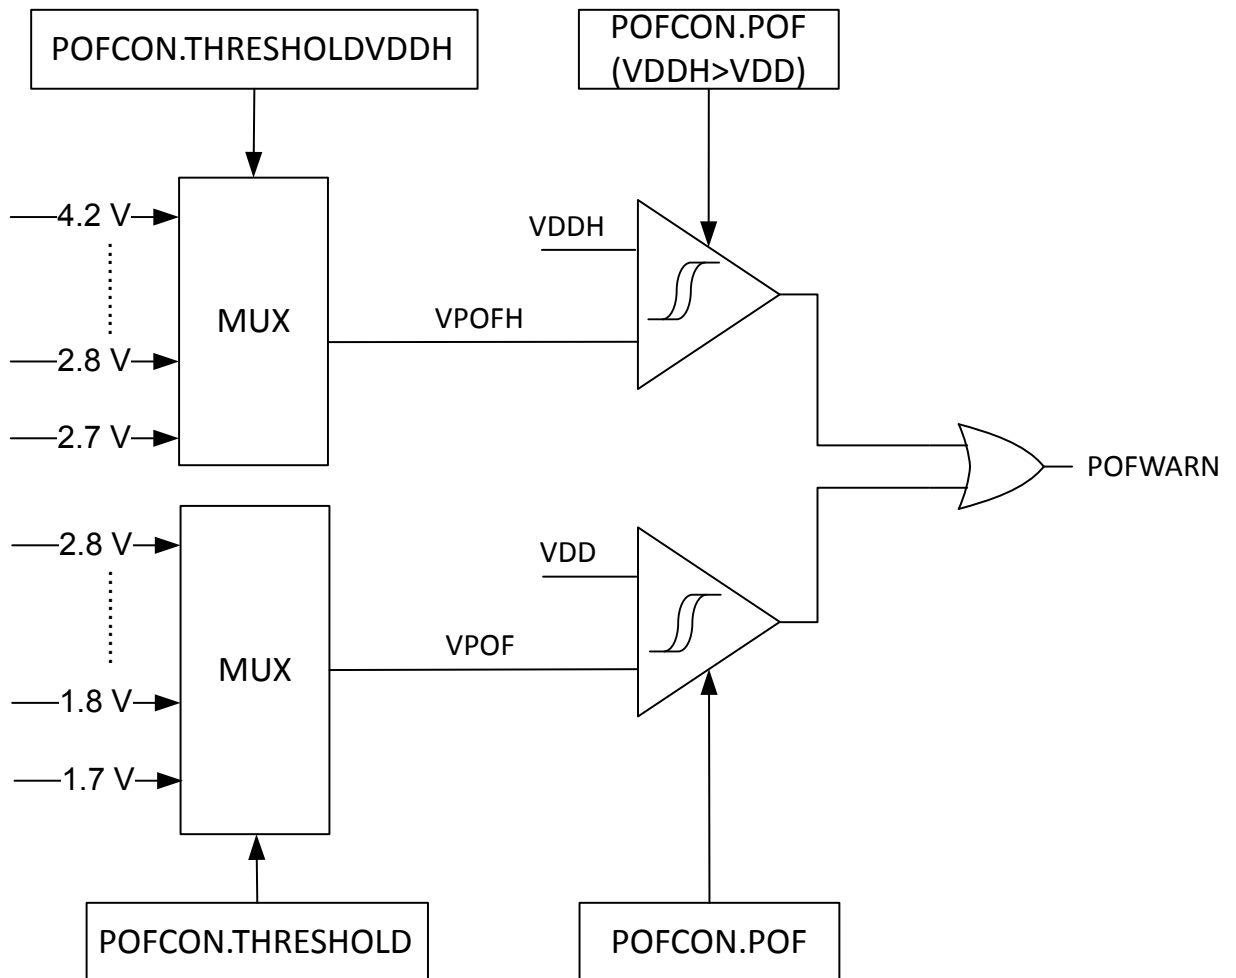 POFCON.THRESHOLDVDDH
POFCON.POF
(VDDH>VDD)
4.2 V
MUX
VDDH
2.8 V
VPOFH
2.7 V
POFWARN
2.8 V
MUX
VDD
1.8 V
VPOF
1.7 V
POFCON.THRESHOLD
POFCON.POF